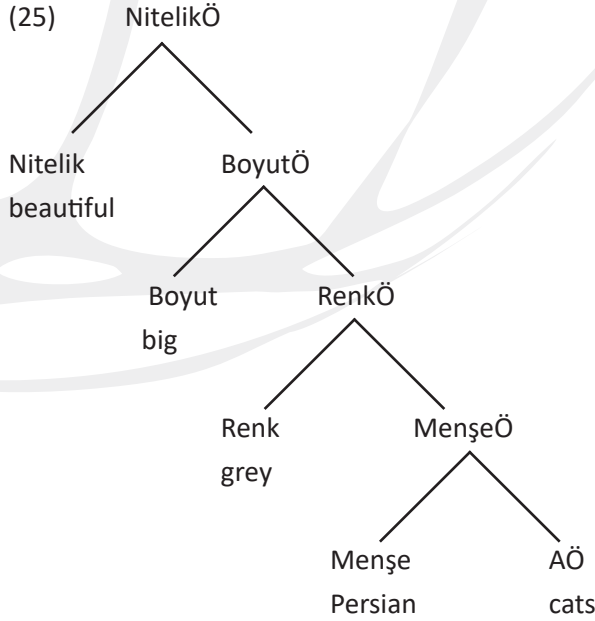 (25) NitelikÖ
Nitelik BoyutÖ
beautiful
Boyut RenkÖ
big
Renk MenşeÖ
grey
Menşe AÖ
Persian cats